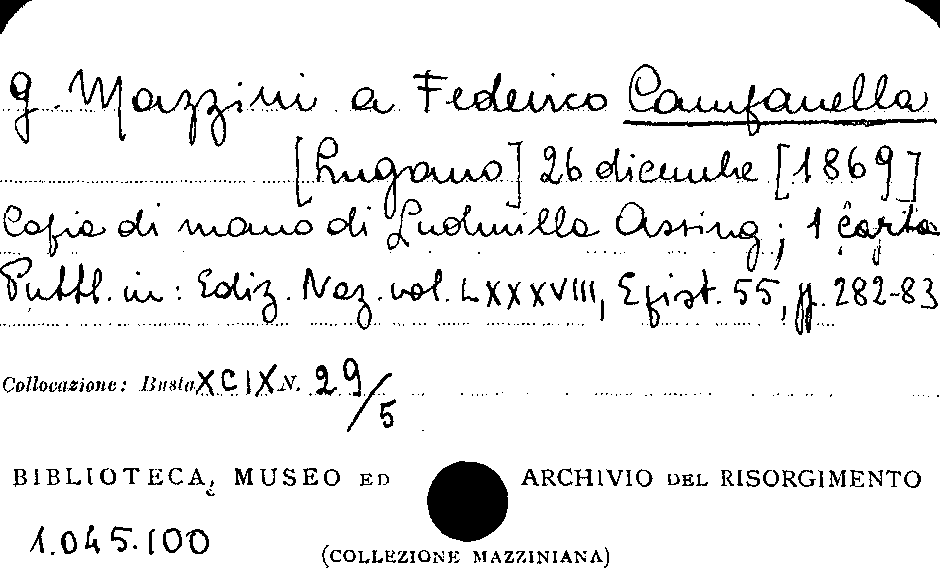 G. Mazzini a Federico Campanella
[Lugano] 26 dicembre [1869]
Copia di mano di Ludmilla Assing; 1 carta
Pubbl. in: Ediz. Naz. vol. LXXXVIII, Epist. 55, pp. 282-83
Collocazione: Busta XCIX N. 29/5
BIBLIOTECA, MUSEO ED ARCHIVIO DEL RISORGIMENTO
1.045.100
(COLLEZIONE MAZZINIANA)